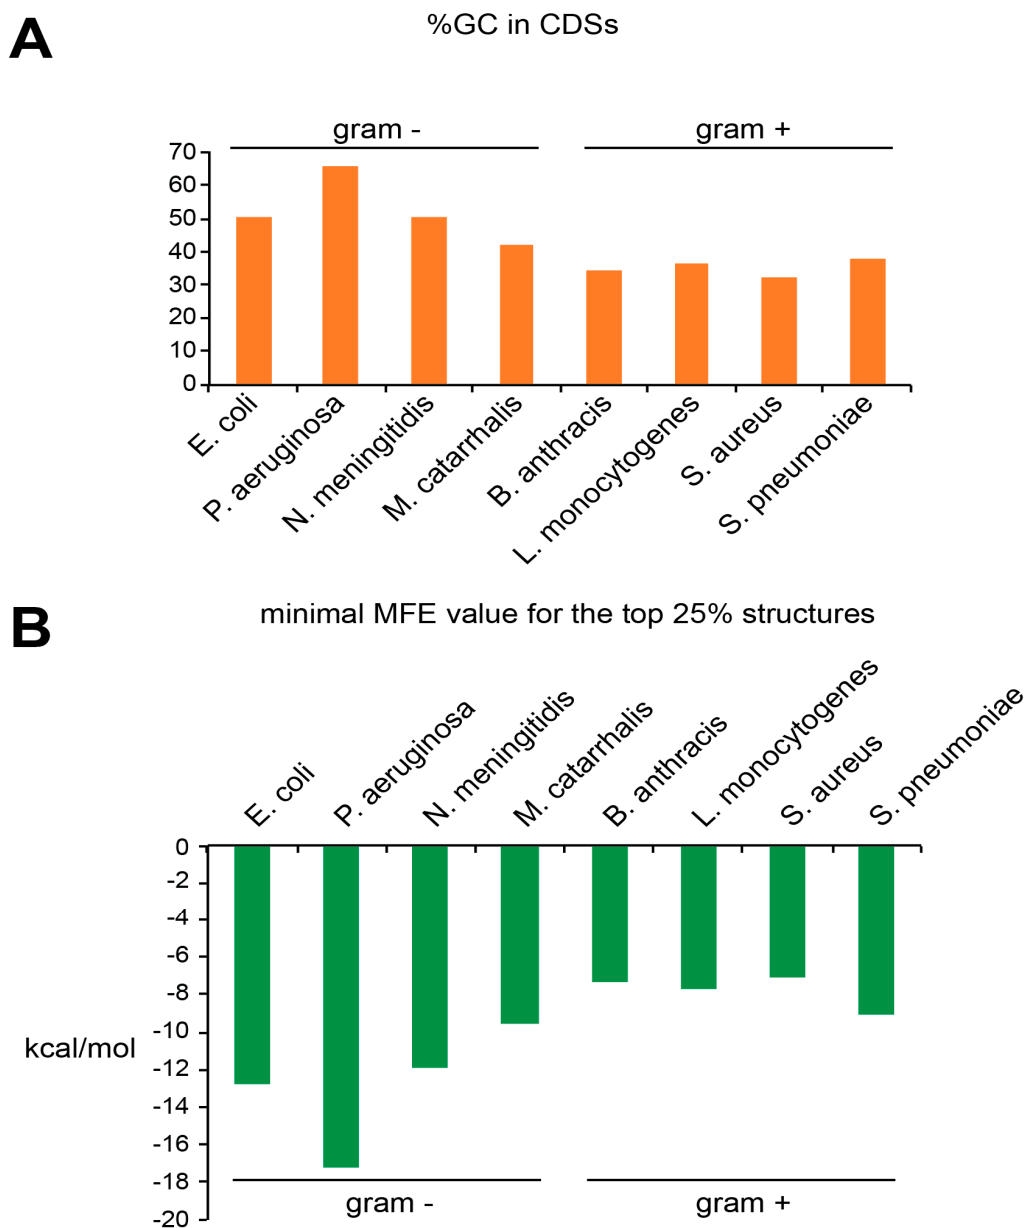 A
%GC in CDSs
gram -
gram +
70
60
50
40
30
20
10
0
E. coli
P. aeruginosa
N. meningitidis
M. catarrhalis
B. anthracis
L. monocytogenes
S. aureus
S. pneumoniae
B
minimal MFE value for the top 25% structures
E. coli
P. aeruginosa
N. meningitidis
M. catarrhalis
B. anthracis
L. monocytogenes
S. aureus
S. pneumoniae
0
-2
-4
-6
-8
-10
-12
-14
-16
-18
-20
kcal/mol
gram -
gram +